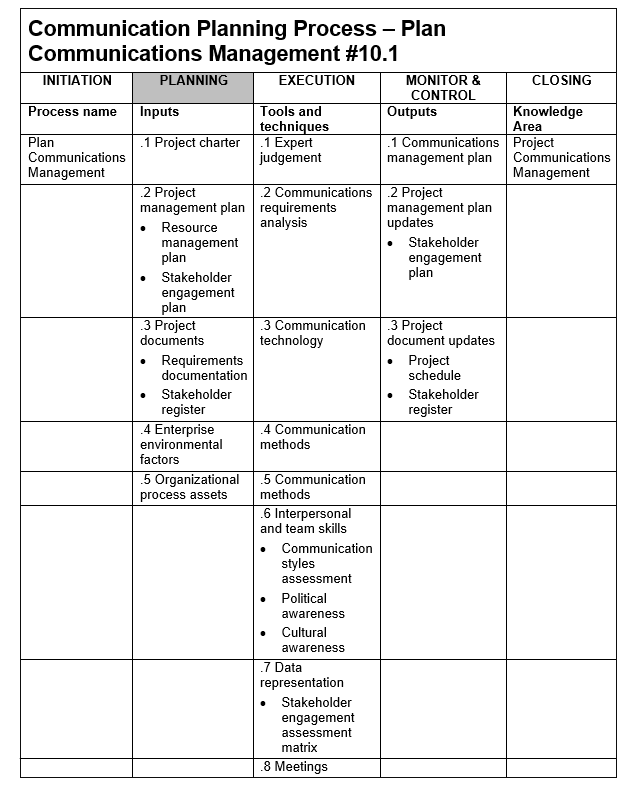 Communication Planning Process – Plan
Communications Management #10.1
INITIATION
PLANNING
EXECUTION
MONITOR &
CONTROL
CLOSING
Process name
Inputs
Tools and
techniques
Outputs
Knowledge
Area
Plan
Communications
Management
.1 Project charter
.1 Expert
judgement
.1 Communications
management plan
Project
Communications
Management
.2 Project
management plan
• Resource
management
plan
• Stakeholder
engagement
plan
.2 Communications
requirements
analysis
.2 Project
management plan
updates
• Stakeholder
engagement
plan
.3 Project
documents
• Requirements
documentation
• Stakeholder
register
.3 Communication
technology
.3 Project
document updates
• Project
schedule
• Stakeholder
register
.4 Enterprise
environmental
factors
.4 Communication
methods
.5 Organizational
process assets
.5 Communication
methods
.6 Interpersonal
and team skills
• Communication
styles
assessment
• Political
awareness
• Cultural
awareness
.7 Data
representation
• Stakeholder
engagement
assessment
matrix
.8 Meetings